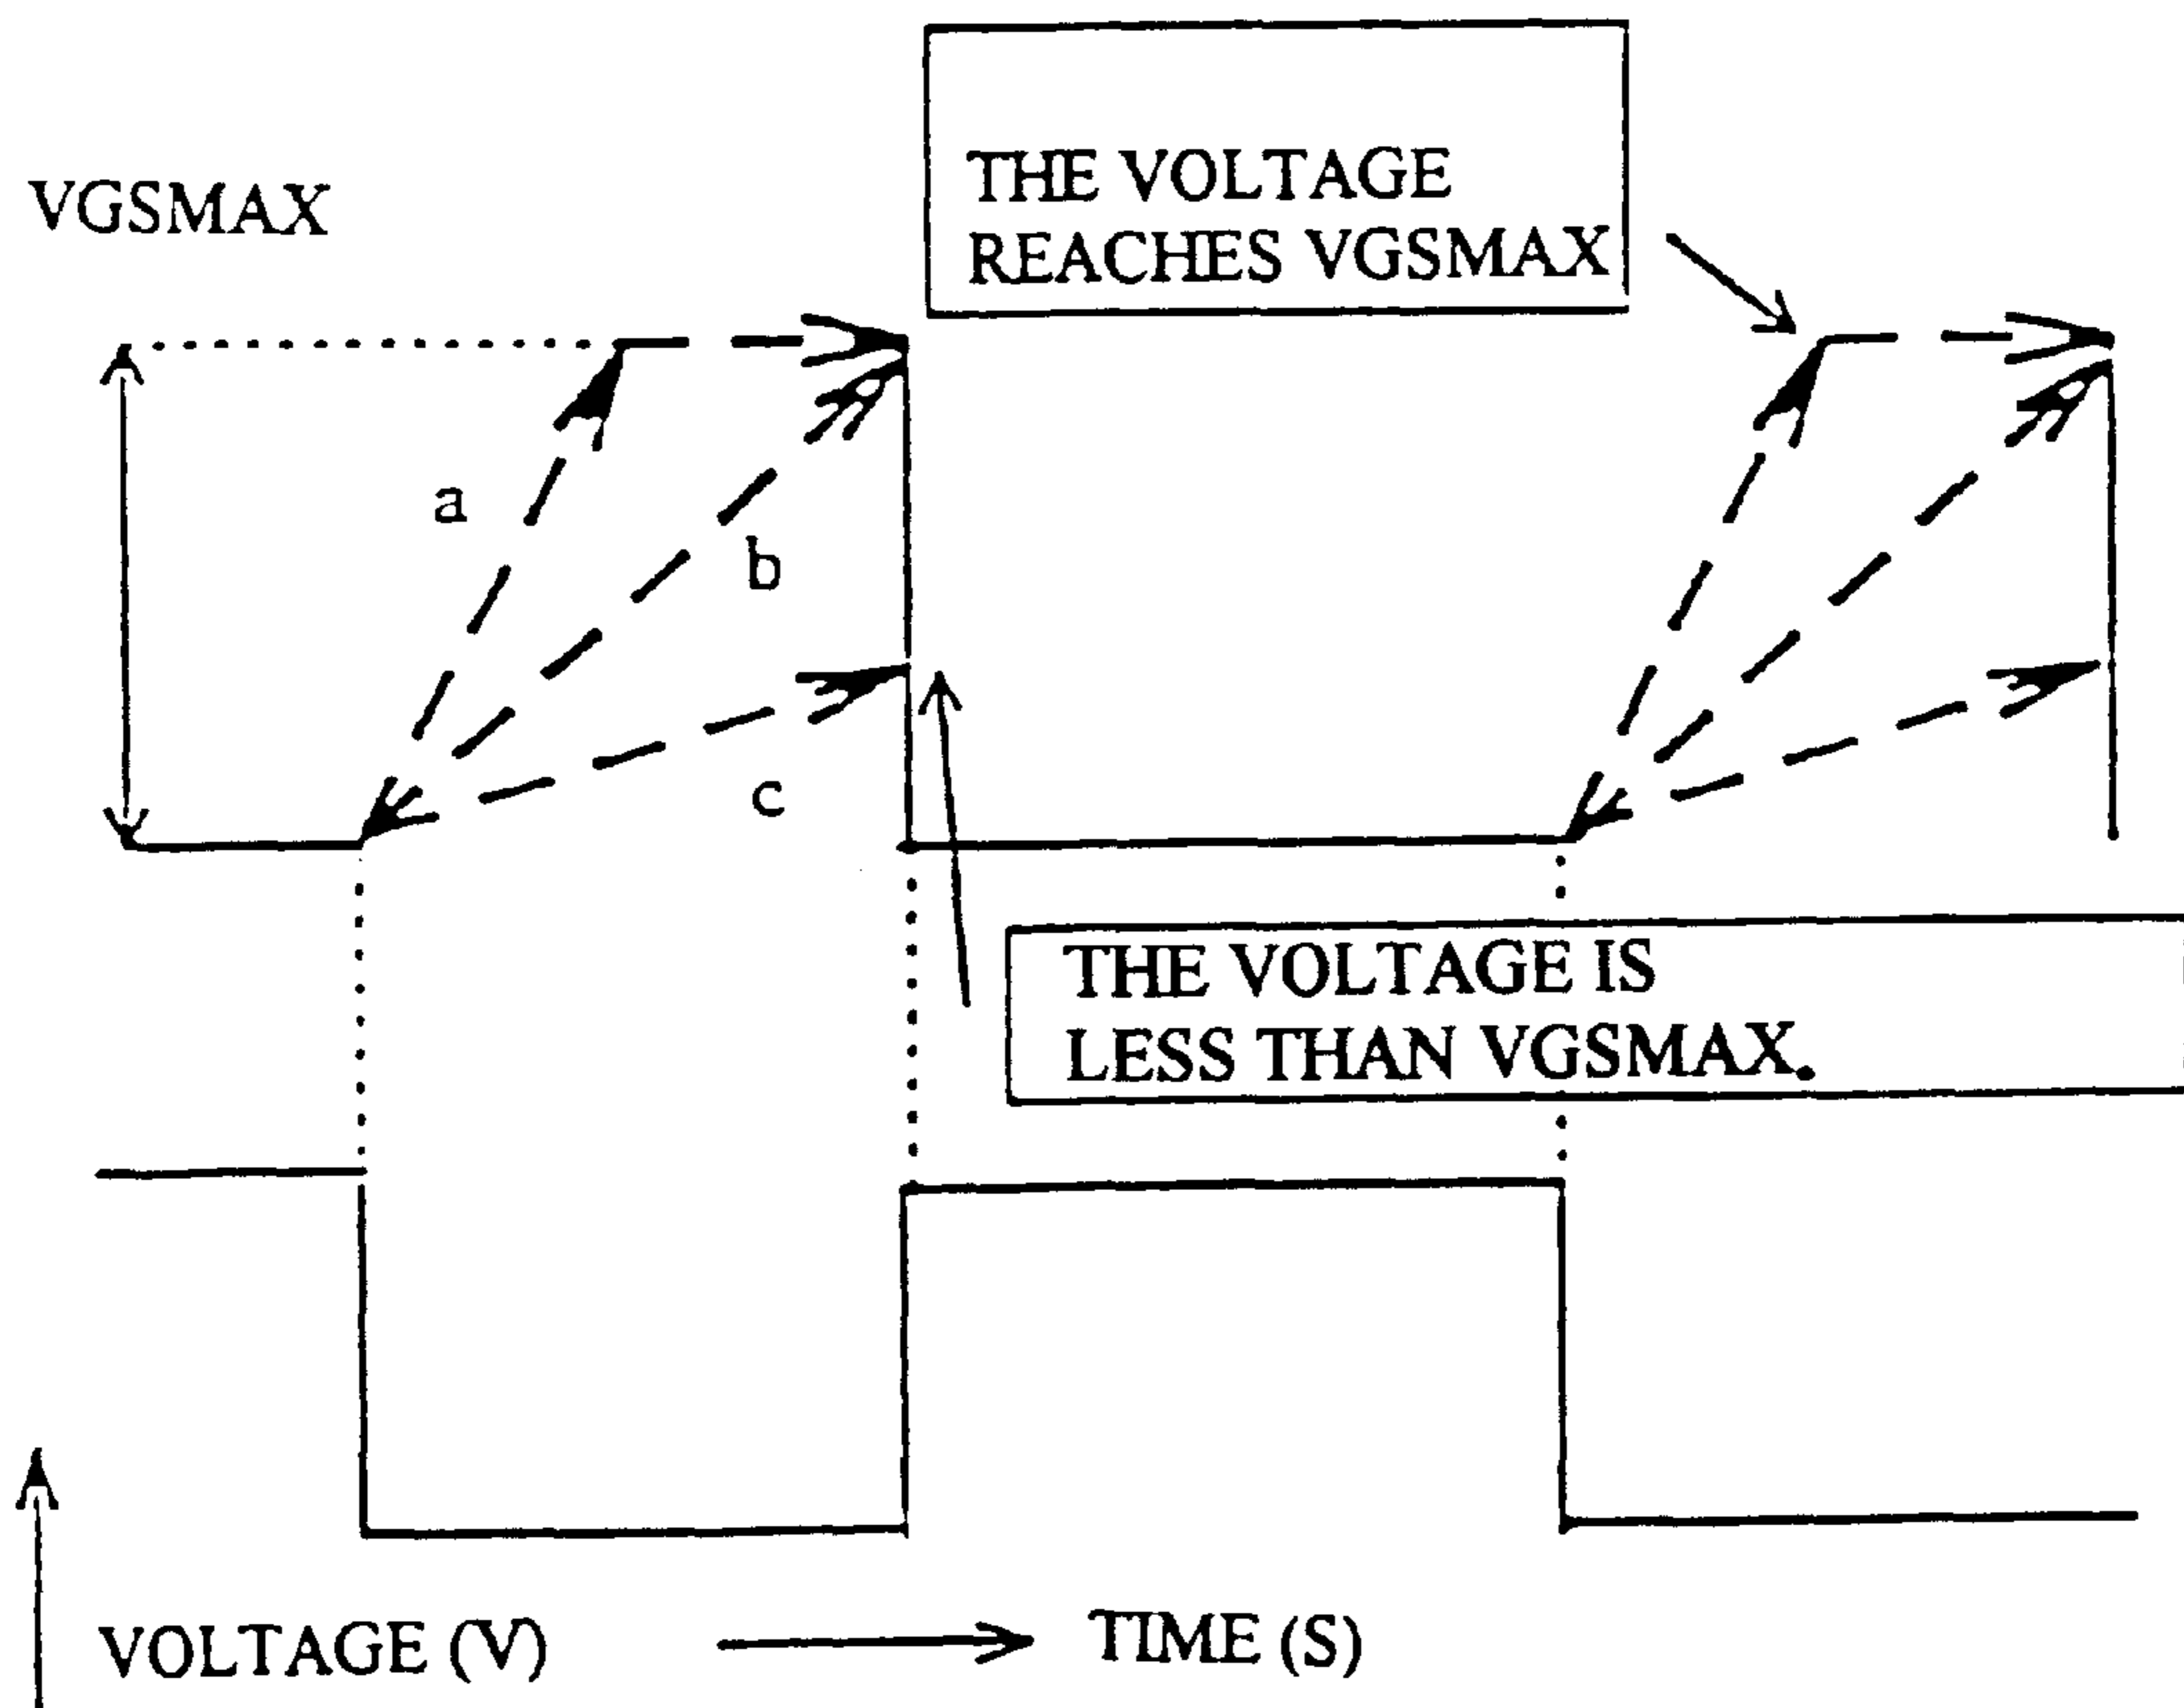 THE VOLTAGE
REACHES VGSMAX
VGSMAX
a
b
c
THE VOLTAGE IS
LESS THAN VGSMAX.
VOLTAGE (V)
TIME (S)